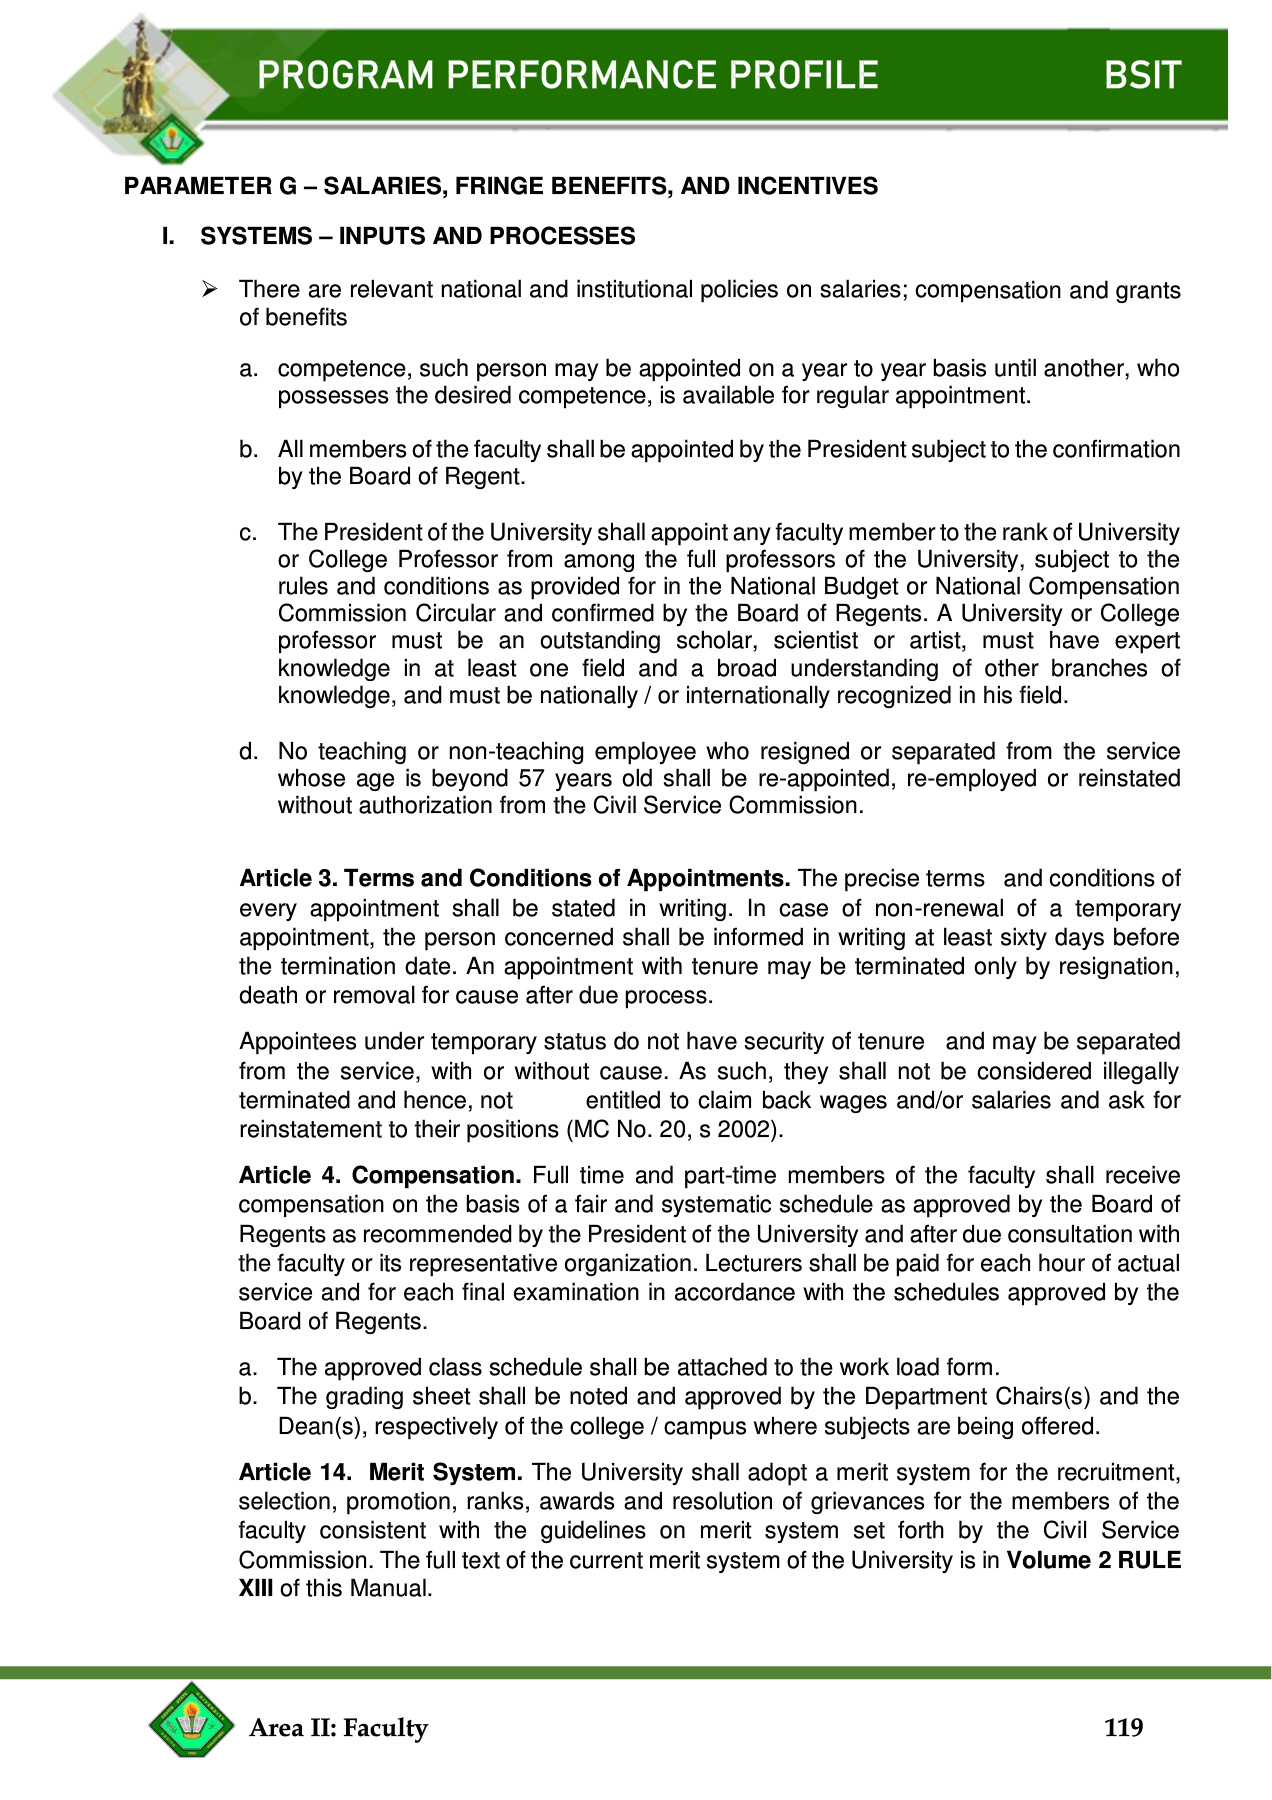 PROGRAM PERFORMANCE PROFILE BSIT
PARAMETER G – SALARIES, FRINGE BENEFITS, AND INCENTIVES
I. SYSTEMS – INPUTS AND PROCESSES
➢ There are relevant national and institutional policies on salaries; compensation and grants
of benefits
a. competence, such person may be appointed on a year to year basis until another, who
possesses the desired competence, is available for regular appointment.
b. All members of the faculty shall be appointed by the President subject to the confirmation
by the Board of Regent.
c. The President of the University shall appoint any faculty member to the rank of University
or College Professor from among the full professors of the University, subject to the
rules and conditions as provided for in the National Budget or National Compensation
Commission Circular and confirmed by the Board of Regents. A University or College
professor must be an outstanding scholar, scientist or artist, must have expert
knowledge in at least one field and a broad understanding of other branches of
knowledge, and must be nationally / or internationally recognized in his field.
d. No teaching or non-teaching employee who resigned or separated from the service
whose age is beyond 57 years old shall be re-appointed, re-employed or reinstated
without authorization from the Civil Service Commission.
Article 3. Terms and Conditions of Appointments. The precise terms and conditions of
every appointment shall be stated in writing. In case of non-renewal of a temporary
appointment, the person concerned shall be informed in writing at least sixty days before
the termination date. An appointment with tenure may be terminated only by resignation,
death or removal for cause after due process.
Appointees under temporary status do not have security of tenure and may be separated
from the service, with or without cause. As such, they shall not be considered illegally
terminated and hence, not entitled to claim back wages and/or salaries and ask for
reinstatement to their positions (MC No. 20, s 2002).
Article 4. Compensation. Full time and part-time members of the faculty shall receive
compensation on the basis of a fair and systematic schedule as approved by the Board of
Regents as recommended by the President of the University and after due consultation with
the faculty or its representative organization. Lecturers shall be paid for each hour of actual
service and for each final examination in accordance with the schedules approved by the
Board of Regents.
a. The approved class schedule shall be attached to the work load form.
b. The grading sheet shall be noted and approved by the Department Chairs(s) and the
Dean(s), respectively of the college / campus where subjects are being offered.
Article 14. Merit System. The University shall adopt a merit system for the recruitment,
selection, promotion, ranks, awards and resolution of grievances for the members of the
faculty consistent with the guidelines on merit system set forth by the Civil Service
Commission. The full text of the current merit system of the University is in Volume 2 RULE
XIII of this Manual.
Area II: Faculty 119